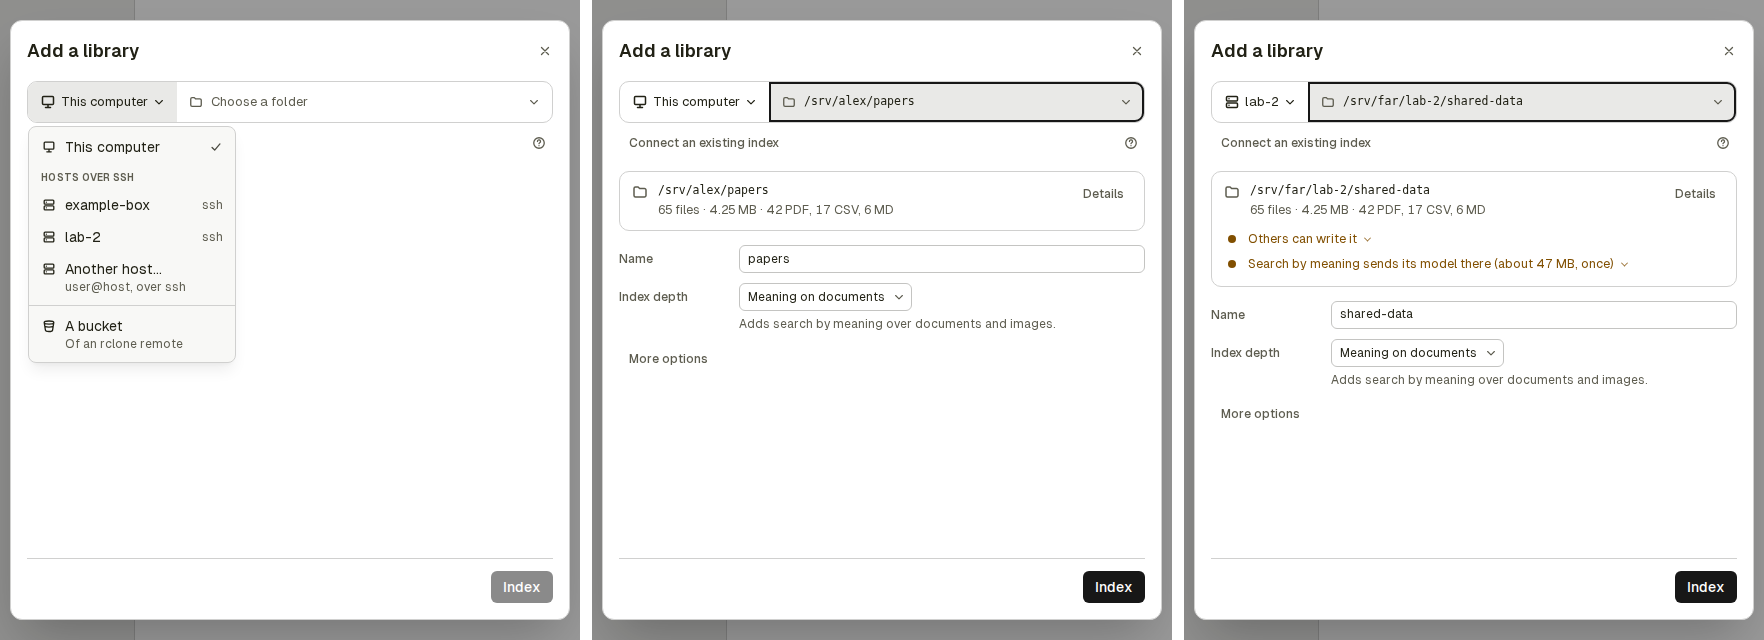 Add a library
This computer
Choose a folder
This computer
HOSTS OVER SSH
example-box ssh
lab-2 ssh
Another host...
user@host, over ssh
A bucket
Of an rclone remote
Index
Add a library
This computer
/srv/alex/papers
Connect an existing index
/srv/alex/papers
Details
65 files · 4.25 MB · 42 PDF, 17 CSV, 6 MD
Name
papers
Index depth
Meaning on documents
Adds search by meaning over documents and images.
More options
Index
Add a library
lab-2
/srv/far/lab-2/shared-data
Connect an existing index
/srv/far/lab-2/shared-data
Details
65 files · 4.25 MB · 42 PDF, 17 CSV, 6 MD
Others can write it
Search by meaning sends its model there (about 47 MB, once)
Name
shared-data
Index depth
Meaning on documents
Adds search by meaning over documents and images.
More options
Index